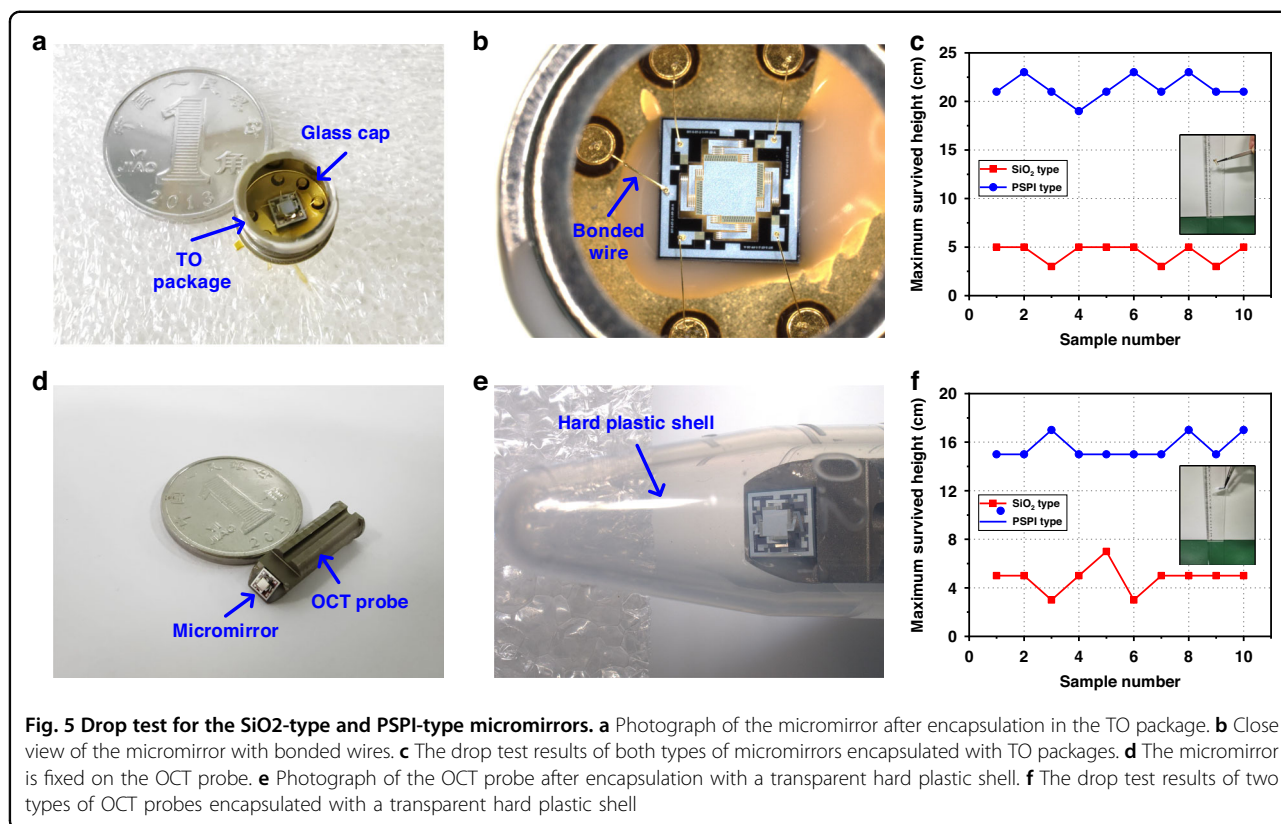 a
YI
JIAO
1
角
2013
Glass cap
TO
package
b
Bonded
wire
c
Maximum survived height (cm)
25
20
15
10
5
0
SiO₂ type
PSPI type
0 2 4 6 8 10
Sample number
d
1
2013
OCT probe
Micromirror
e
Hard plastic shell
f
Maximum survived height (cm)
20
16
12
8
4
0
SiO₂ type
PSPI type
0 2 4 6 8 10
Sample number
Fig. 5 Drop test for the SiO2-type and PSPI-type micromirrors. a Photograph of the micromirror after encapsulation in the TO package. b Close
view of the micromirror with bonded wires. c The drop test results of both types of micromirrors encapsulated with TO packages. d The micromirror
is fixed on the OCT probe. e Photograph of the OCT probe after encapsulation with a transparent hard plastic shell. f The drop test results of two
types of OCT probes encapsulated with a transparent hard plastic shell